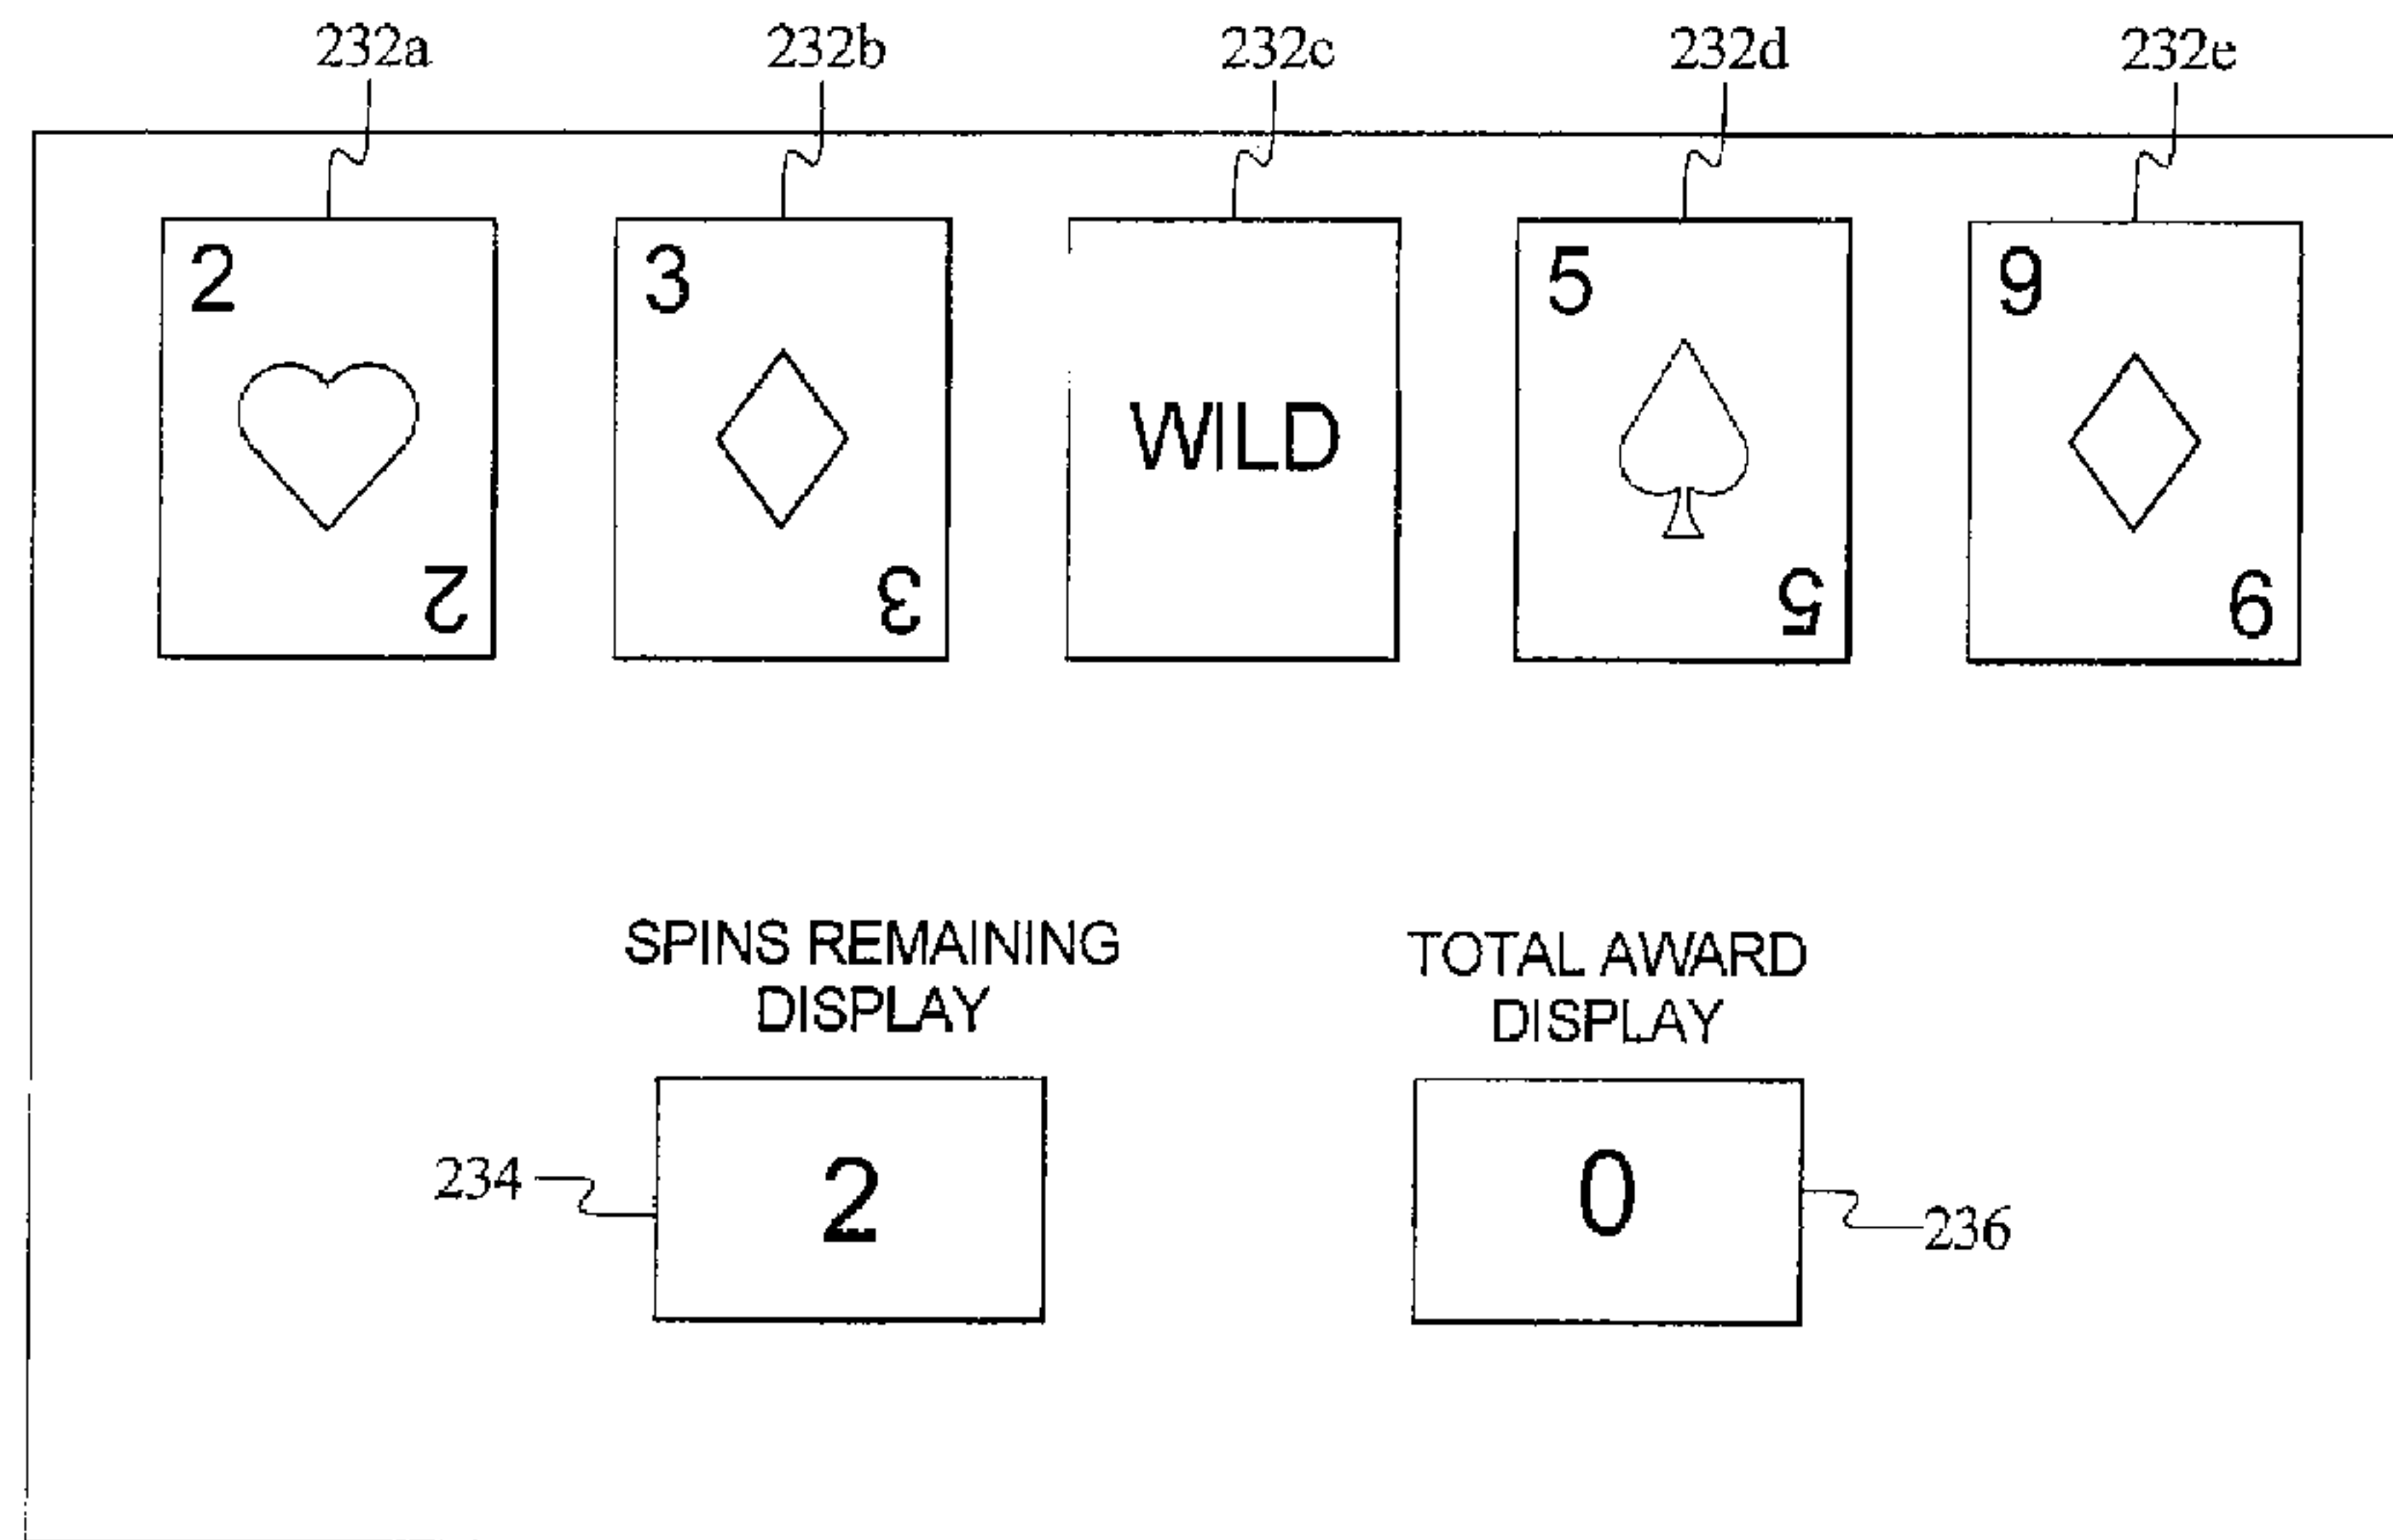 232a 232b 232c 232d 232e
2 3 5 9
WILD
2 3 5 9
SPINS REMAINING DISPLAY
TOTAL AWARD DISPLAY
234 2 0 236